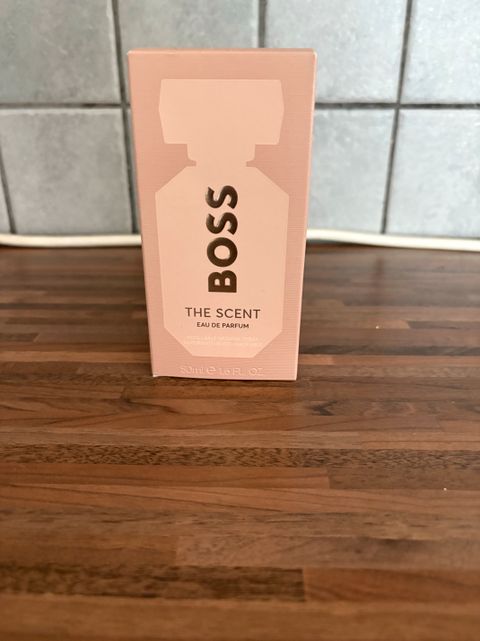 BOSS
THE SCENT
EAU DE PARFUM
50ml ℮ 1.6 FL. OZ.